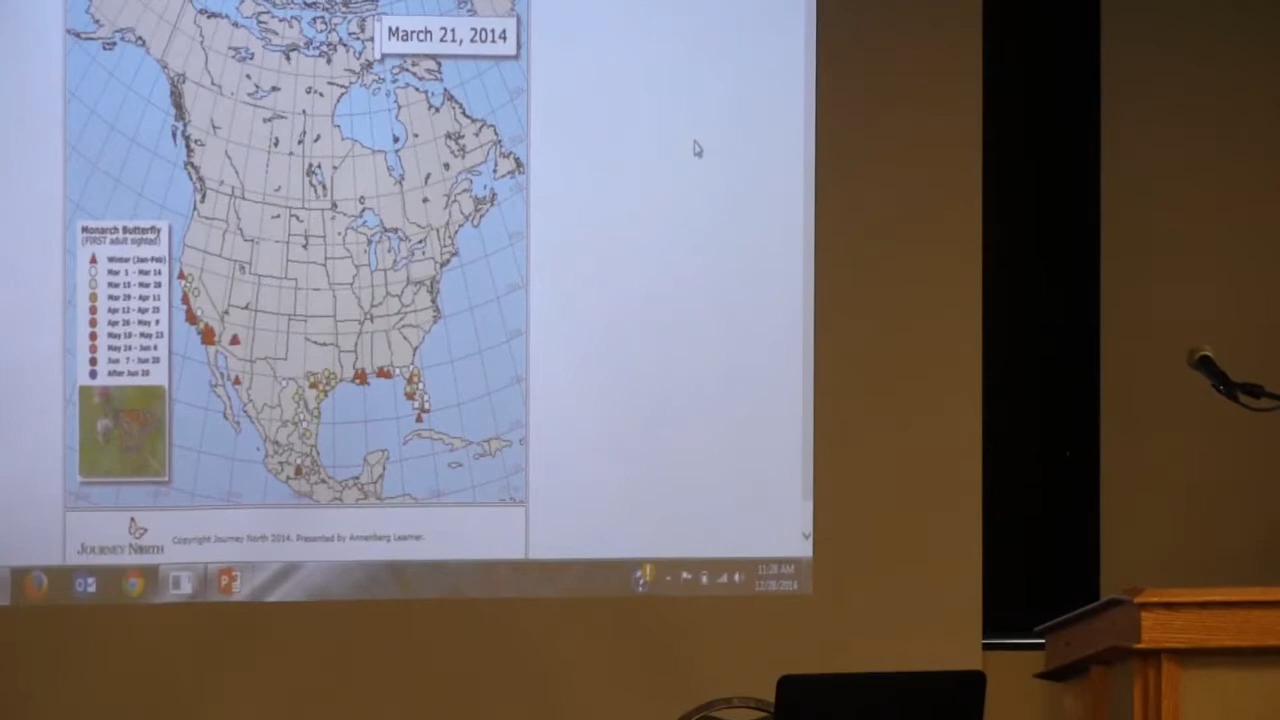 March 21, 2014
Monarch Butterfly
(FIRST adult sighted)
Winter (Jan-Feb)
Mar 1 - Mar 14
Mar 15 - Mar 28
Mar 29 - Apr 11
Apr 12 - Apr 25
Apr 26 - May 9
May 10 - May 23
May 24 - Jun 6
Jun 7 - Jun 20
After Jun 20
JOURNEY NORTH
Copyright Journey North 2014. Presented by Annenberg Learner.
11:28 AM
12/28/2014